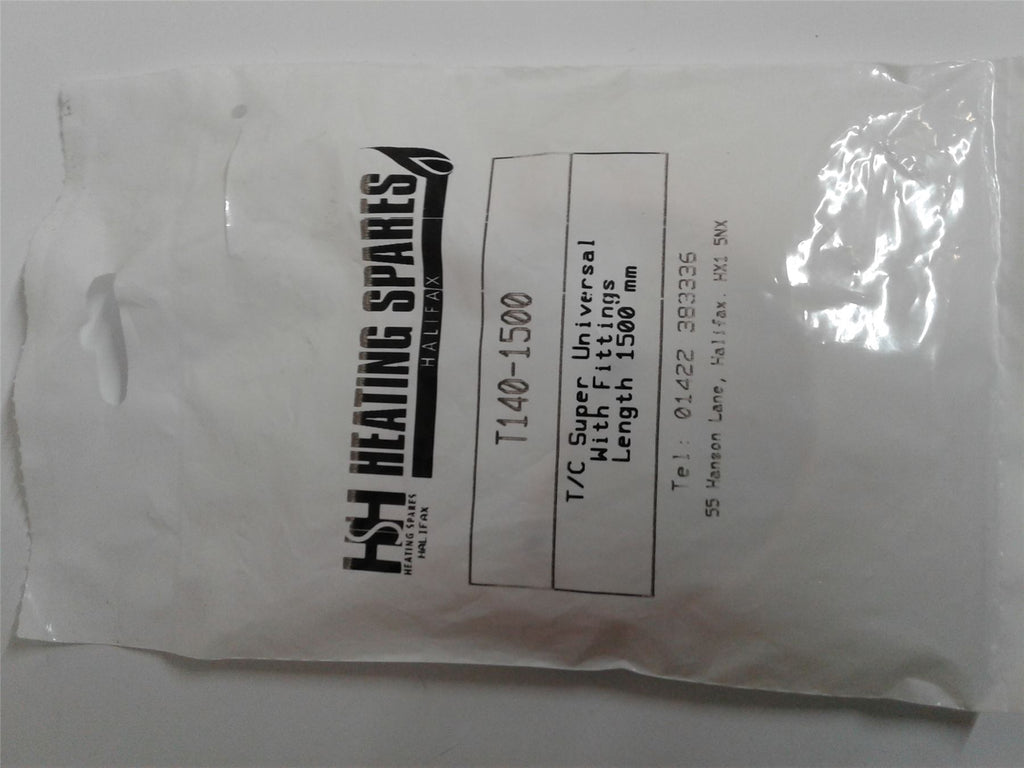 HSH HEATING SPARES
HEATING SPARES
HALIFAX
HALIFAX
T140-1500
T/C Super Universal
With Fittings
Length 1500 mm
Tel: 01422 383336
55 Hanson Lane, Halifax. HX1 5NX